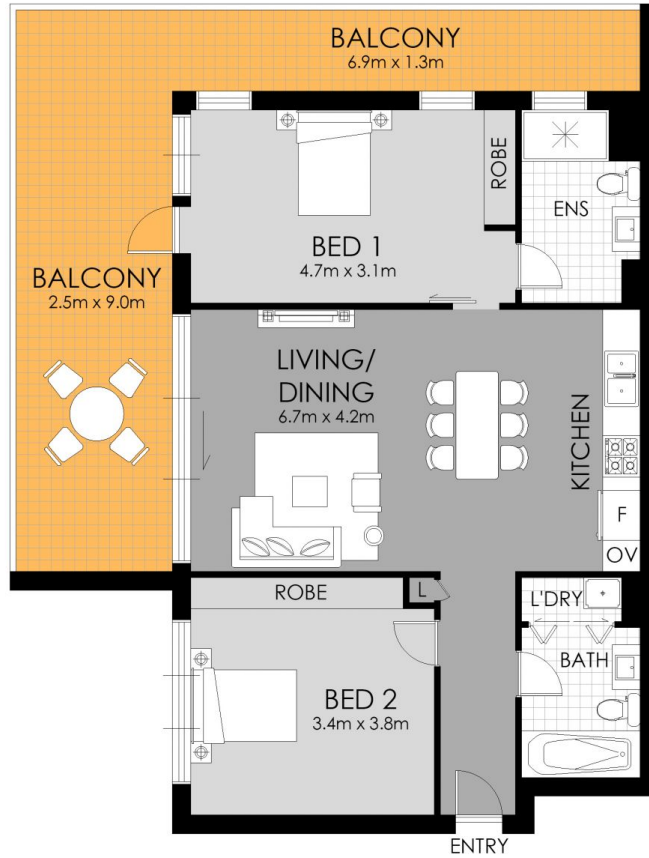 BALCONY
6.9m x 1.3m
ROBE
ENS
BED 1
4.7m x 3.1m
BALCONY
2.5m x 9.0m
LIVING/
DINING
6.7m x 4.2m
KITCHEN
F
OV
ROBE
L
L'DRY
BATH
BED 2
3.4m x 3.8m
ENTRY